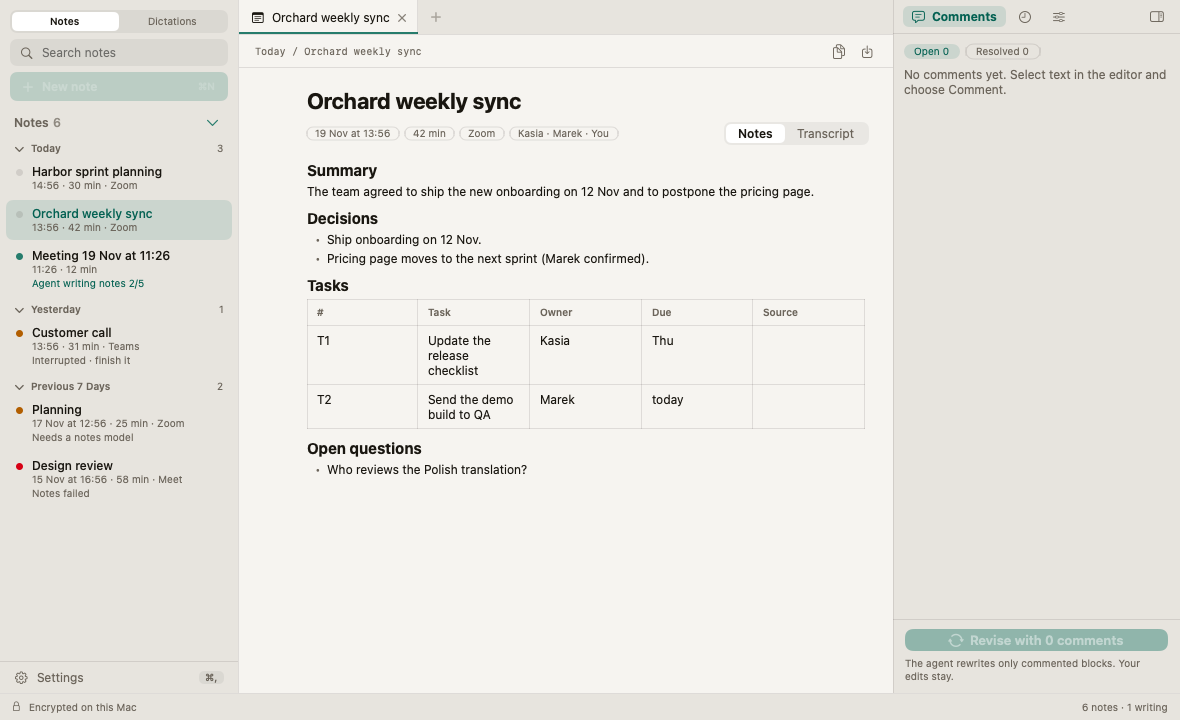 Notes
Dictations
Search notes
New note ⌘N
Notes 6
Today 3
Harbor sprint planning
14:56 · 30 min · Zoom
Orchard weekly sync
13:56 · 42 min · Zoom
Meeting 19 Nov at 11:26
11:26 · 12 min
Agent writing notes 2/5
Yesterday 1
Customer call
13:56 · 31 min · Teams
Interrupted · finish it
Previous 7 Days 2
Planning
17 Nov at 12:56 · 25 min · Zoom
Needs a notes model
Design review
15 Nov at 16:56 · 58 min · Meet
Notes failed
Settings ⌘,
Encrypted on this Mac
Orchard weekly sync
Today / Orchard weekly sync
Orchard weekly sync
19 Nov at 13:56
42 min
Zoom
Kasia · Marek · You
Notes
Transcript
Summary
The team agreed to ship the new onboarding on 12 Nov and to postpone the pricing page.
Decisions
• Ship onboarding on 12 Nov.
• Pricing page moves to the next sprint (Marek confirmed).
Tasks
# Task Owner Due Source
T1 Update the release checklist Kasia Thu
T2 Send the demo build to QA Marek today
Open questions
• Who reviews the Polish translation?
Comments
Open 0
Resolved 0
No comments yet. Select text in the editor and
choose Comment.
Revise with 0 comments
The agent rewrites only commented blocks. Your
edits stay.
6 notes · 1 writing